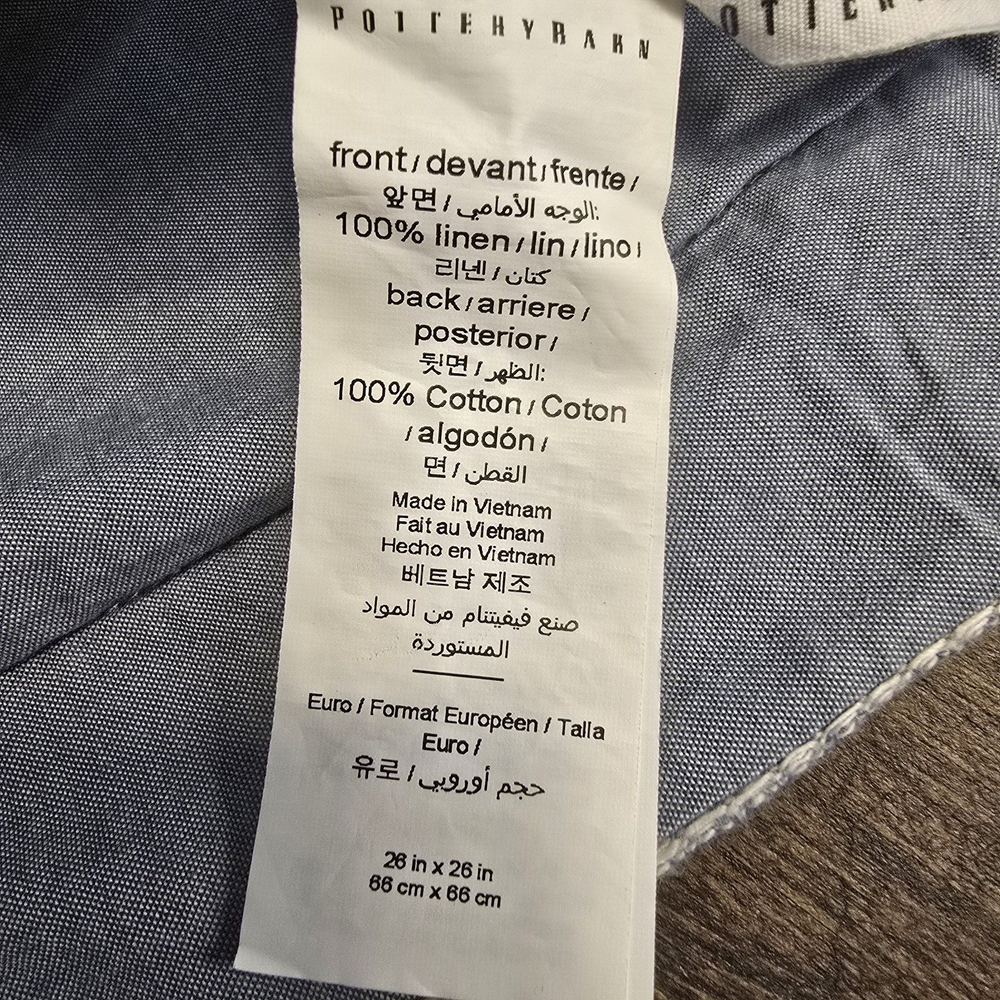 POTTERYBARN
front / devant / frente /
앞면 / الوجه الأمامي:
100% linen / lin / lino /
리넨 / كتان
back / arriere /
posterior /
뒷면 / الظهر:
100% Cotton / Coton
/ algodón /
면 / القطن
Made in Vietnam
Fait au Vietnam
Hecho en Vietnam
베트남 제조
صنع فيفيتنام من المواد
المستوردة
Euro / Format Européen / Talla
Euro /
유로 / حجم أوروبي
26 in x 26 in
66 cm x 66 cm